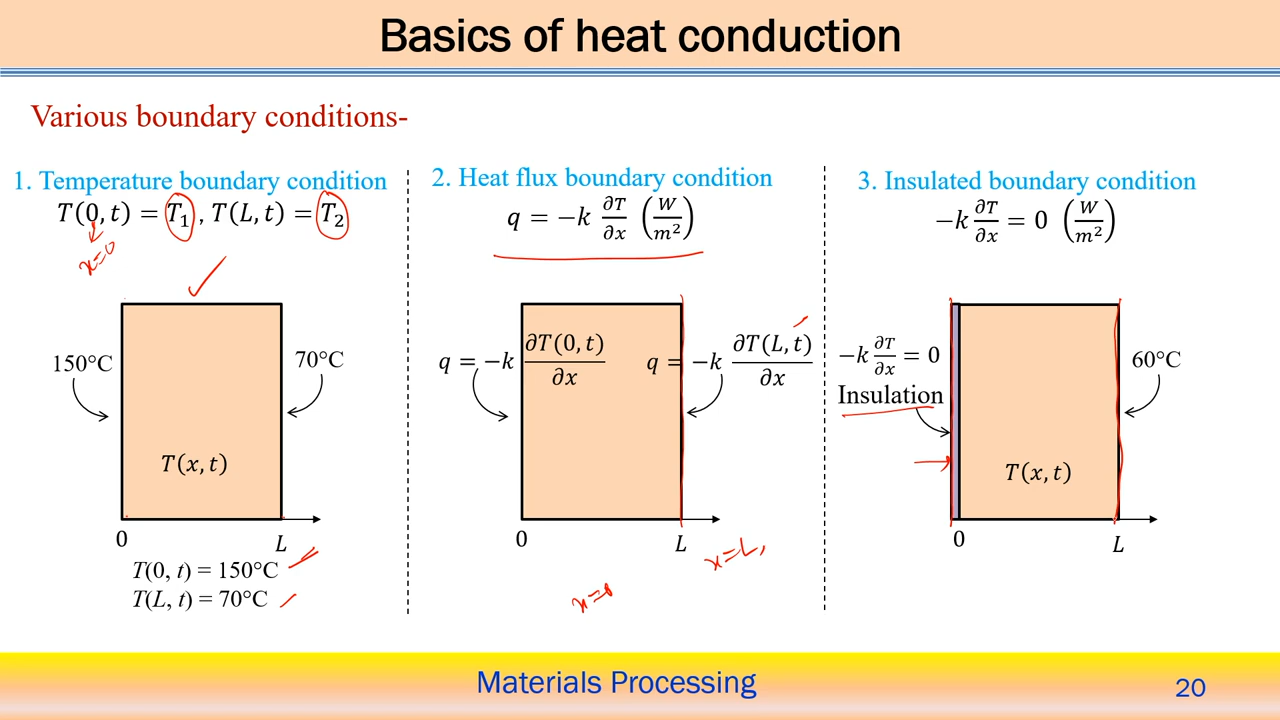 Basics of heat conduction
Various boundary conditions-
1. Temperature boundary condition
T(0, t) = T₁ , T(L, t) = T₂
x=0
150°C
70°C
T(x, t)
0
L
T(0, t) = 150°C
T(L, t) = 70°C
2. Heat flux boundary condition
q = −k ∂T/∂x (W/m²)
q = −k ∂T(0, t)/∂x
q = −k ∂T(L, t)/∂x
0
L
x=L,
x=0
3. Insulated boundary condition
−k ∂T/∂x = 0 (W/m²)
−k ∂T/∂x = 0
Insulation
60°C
T(x, t)
0
L
Materials Processing
20